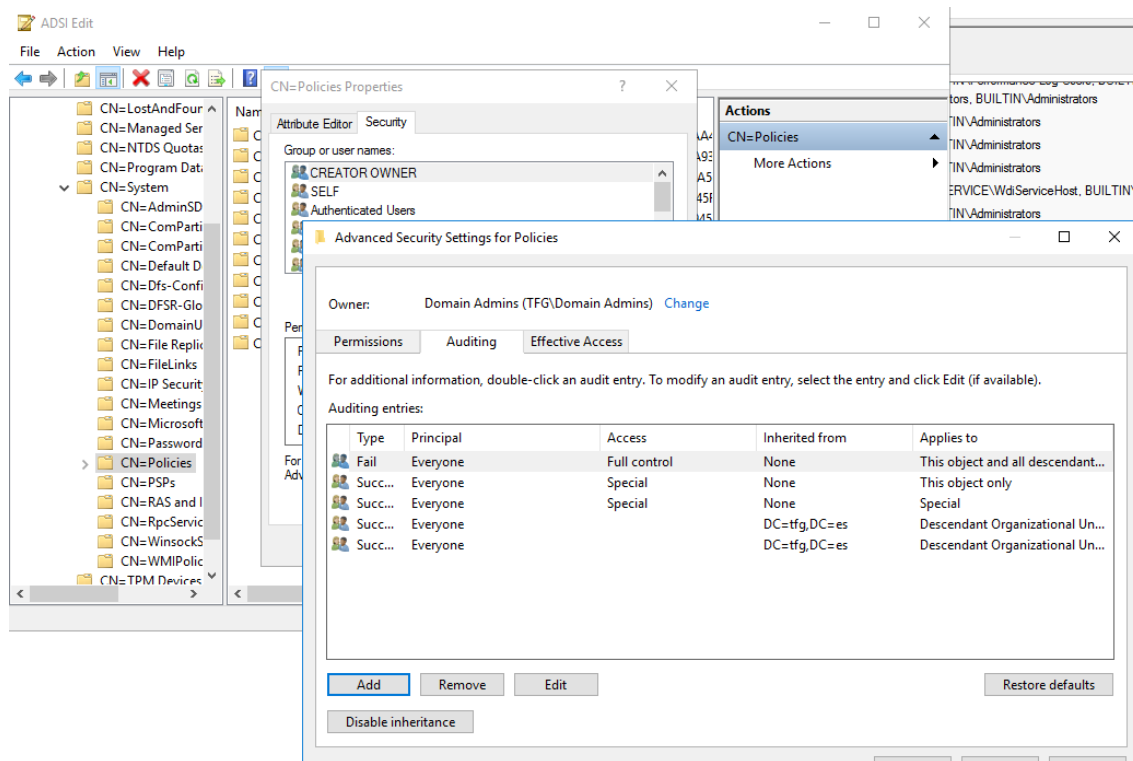 ADSI Edit
File Action View Help
CN=Policies Properties
? 
Attribute Editor Security
Group or user names:
CREATOR OWNER
SELF
Authenticated Users
CN=LostAndFour
CN=Managed Ser
CN=NTDS Quotas
CN=Program Data
CN=System
CN=AdminSD
CN=ComParti
CN=ComParti
CN=Default D
CN=Dfs-Confi
CN=DFSR-Glo
CN=DomainU
CN=File Replic
CN=FileLinks
CN=IP Securit
CN=Meetings
CN=Microsoft
CN=Password
CN=Policies
CN=PSPs
CN=RAS and I
CN=RpcServic
CN=WinsockS
CN=WMIPolic
CN=TPM Devices
Nam
Per
For
Adv
Actions
CN=Policies
More Actions
tors, BUILTIN\Administrators
TIN\Administrators
TIN\Administrators
TIN\Administrators
ERVICE\WdiServiceHost, BUILTIN\
TIN\Administrators
Advanced Security Settings for Policies
Owner: Domain Admins (TFG\Domain Admins) Change
Permissions Auditing Effective Access
For additional information, double-click an audit entry. To modify an audit entry, select the entry and click Edit (if available).
Auditing entries:
Type Principal Access Inherited from Applies to
Fail Everyone Full control None This object and all descendant...
Succ... Everyone Special None This object only
Succ... Everyone Special None Special
Succ... Everyone DC=tfg,DC=es Descendant Organizational Un...
Succ... Everyone DC=tfg,DC=es Descendant Organizational Un...
Add Remove Edit Restore defaults
Disable inheritance